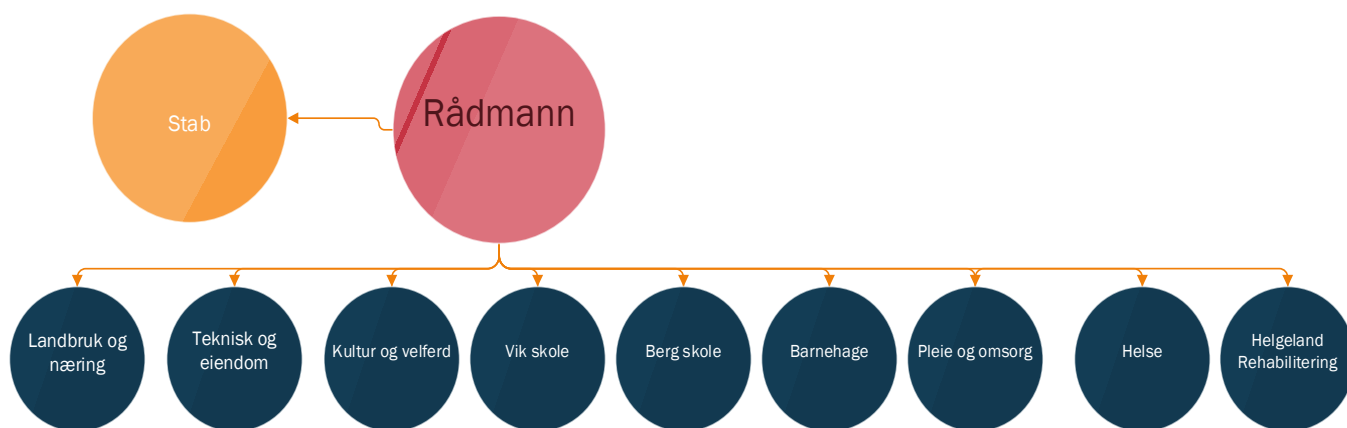 Stab
Rådmann
Landbruk og
næring
Teknisk og
eiendom
Kultur og velferd
Vik skole
Berg skole
Barnehage
Pleie og omsorg
Helse
Helgeland
Rehabilitering